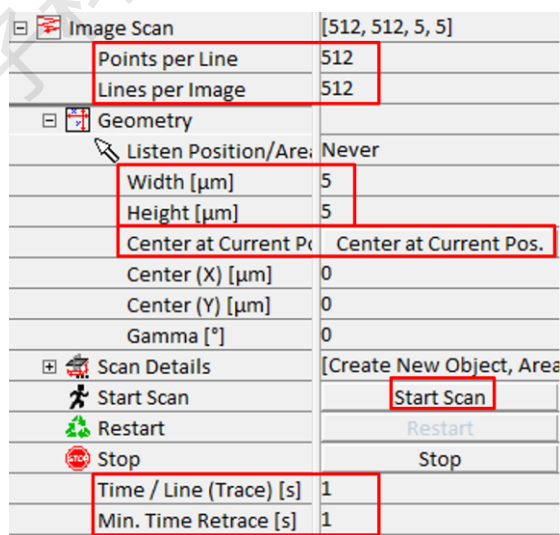 Image Scan [512, 512, 5, 5]
Points per Line 512
Lines per Image 512
Geometry
Listen Position/Area Never
Width [µm] 5
Height [µm] 5
Center at Current Po Center at Current Pos.
Center (X) [µm] 0
Center (Y) [µm] 0
Gamma [°] 0
Scan Details [Create New Object, Area
Start Scan Start Scan
Restart Restart
Stop Stop
Time / Line (Trace) [s] 1
Min. Time Retrace [s] 1